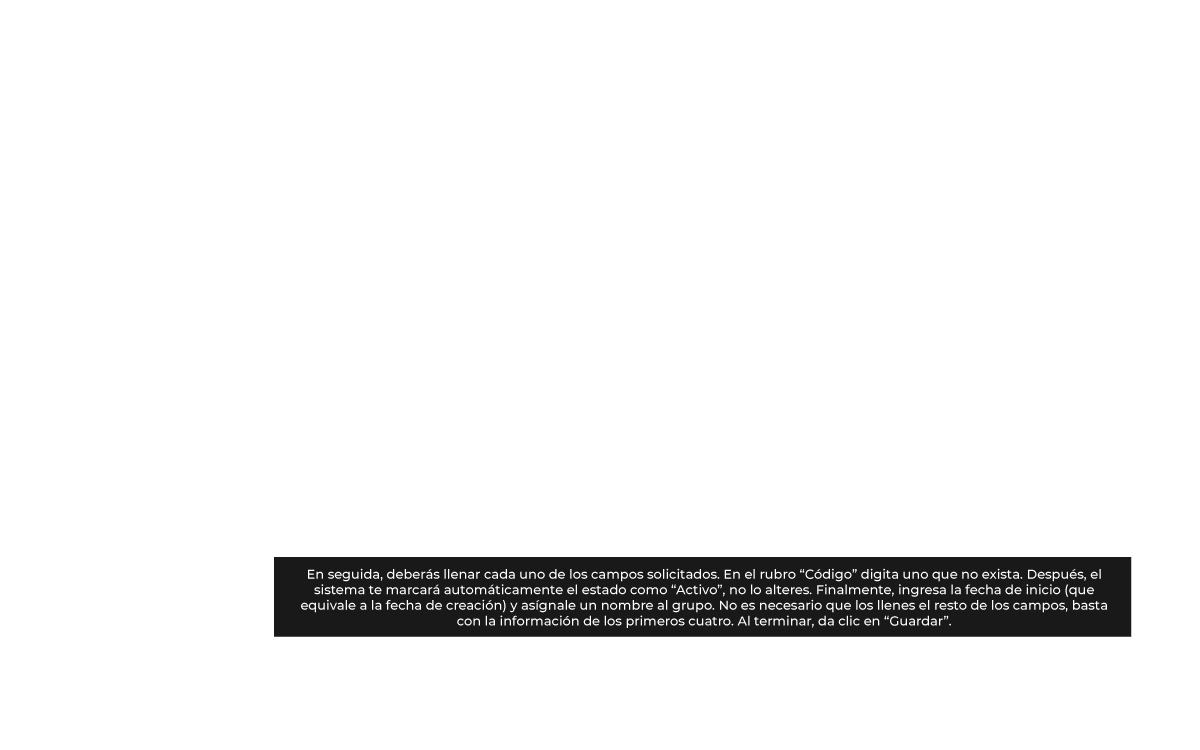 En seguida, deberás llenar cada uno de los campos solicitados. En el rubro “Código” digita uno que no exista. Después, el
sistema te marcará automáticamente el estado como “Activo”, no lo alteres. Finalmente, ingresa la fecha de inicio (que
equivale a la fecha de creación) y asígnale un nombre al grupo. No es necesario que los llenes el resto de los campos, basta
con la información de los primeros cuatro. Al terminar, da clic en “Guardar”.